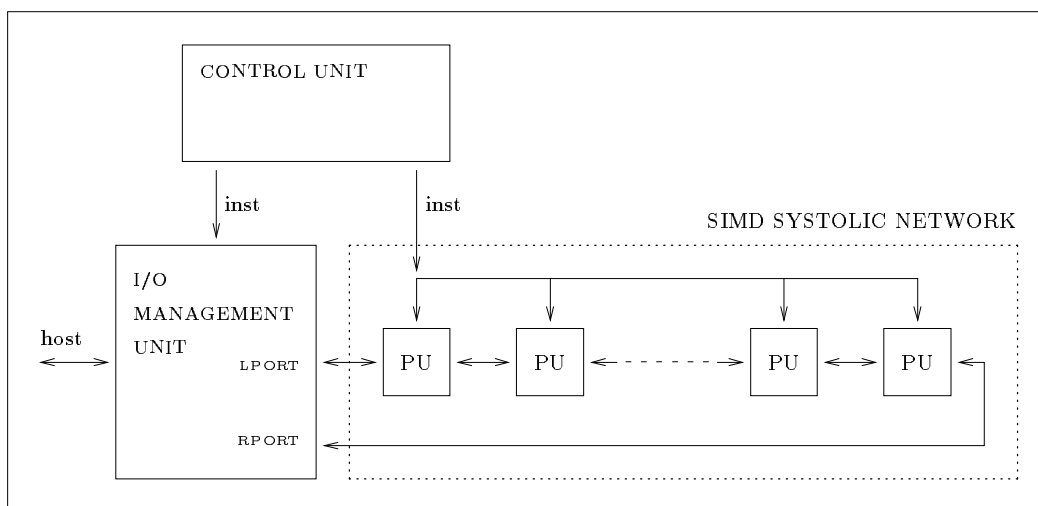 CONTROL UNIT
inst
inst
SIMD SYSTOLIC NETWORK
I/O
MANAGEMENT
UNIT
host
LPORT
PU
PU
PU
PU
RPORT